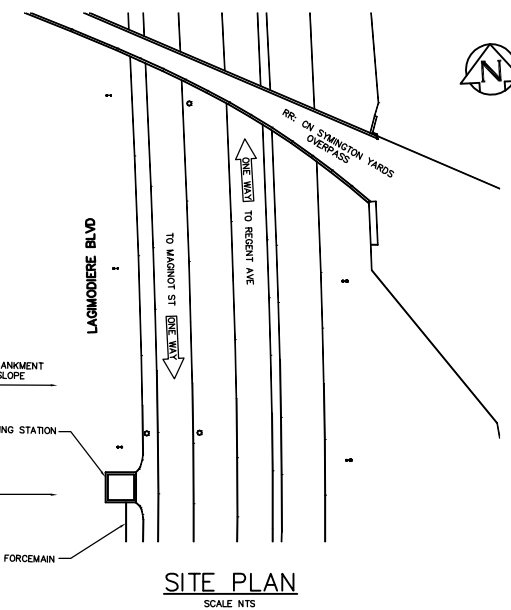 N
RR: CN SYMINGTON YARDS
OVERPASS
ONE WAY TO REGENT AVE
LAGIMODIERE BLVD
TO MAGINOT ST ONE WAY
ANKMENT
SLOPE
ING STATION
FORCEMAIN
SITE PLAN
SCALE NTS